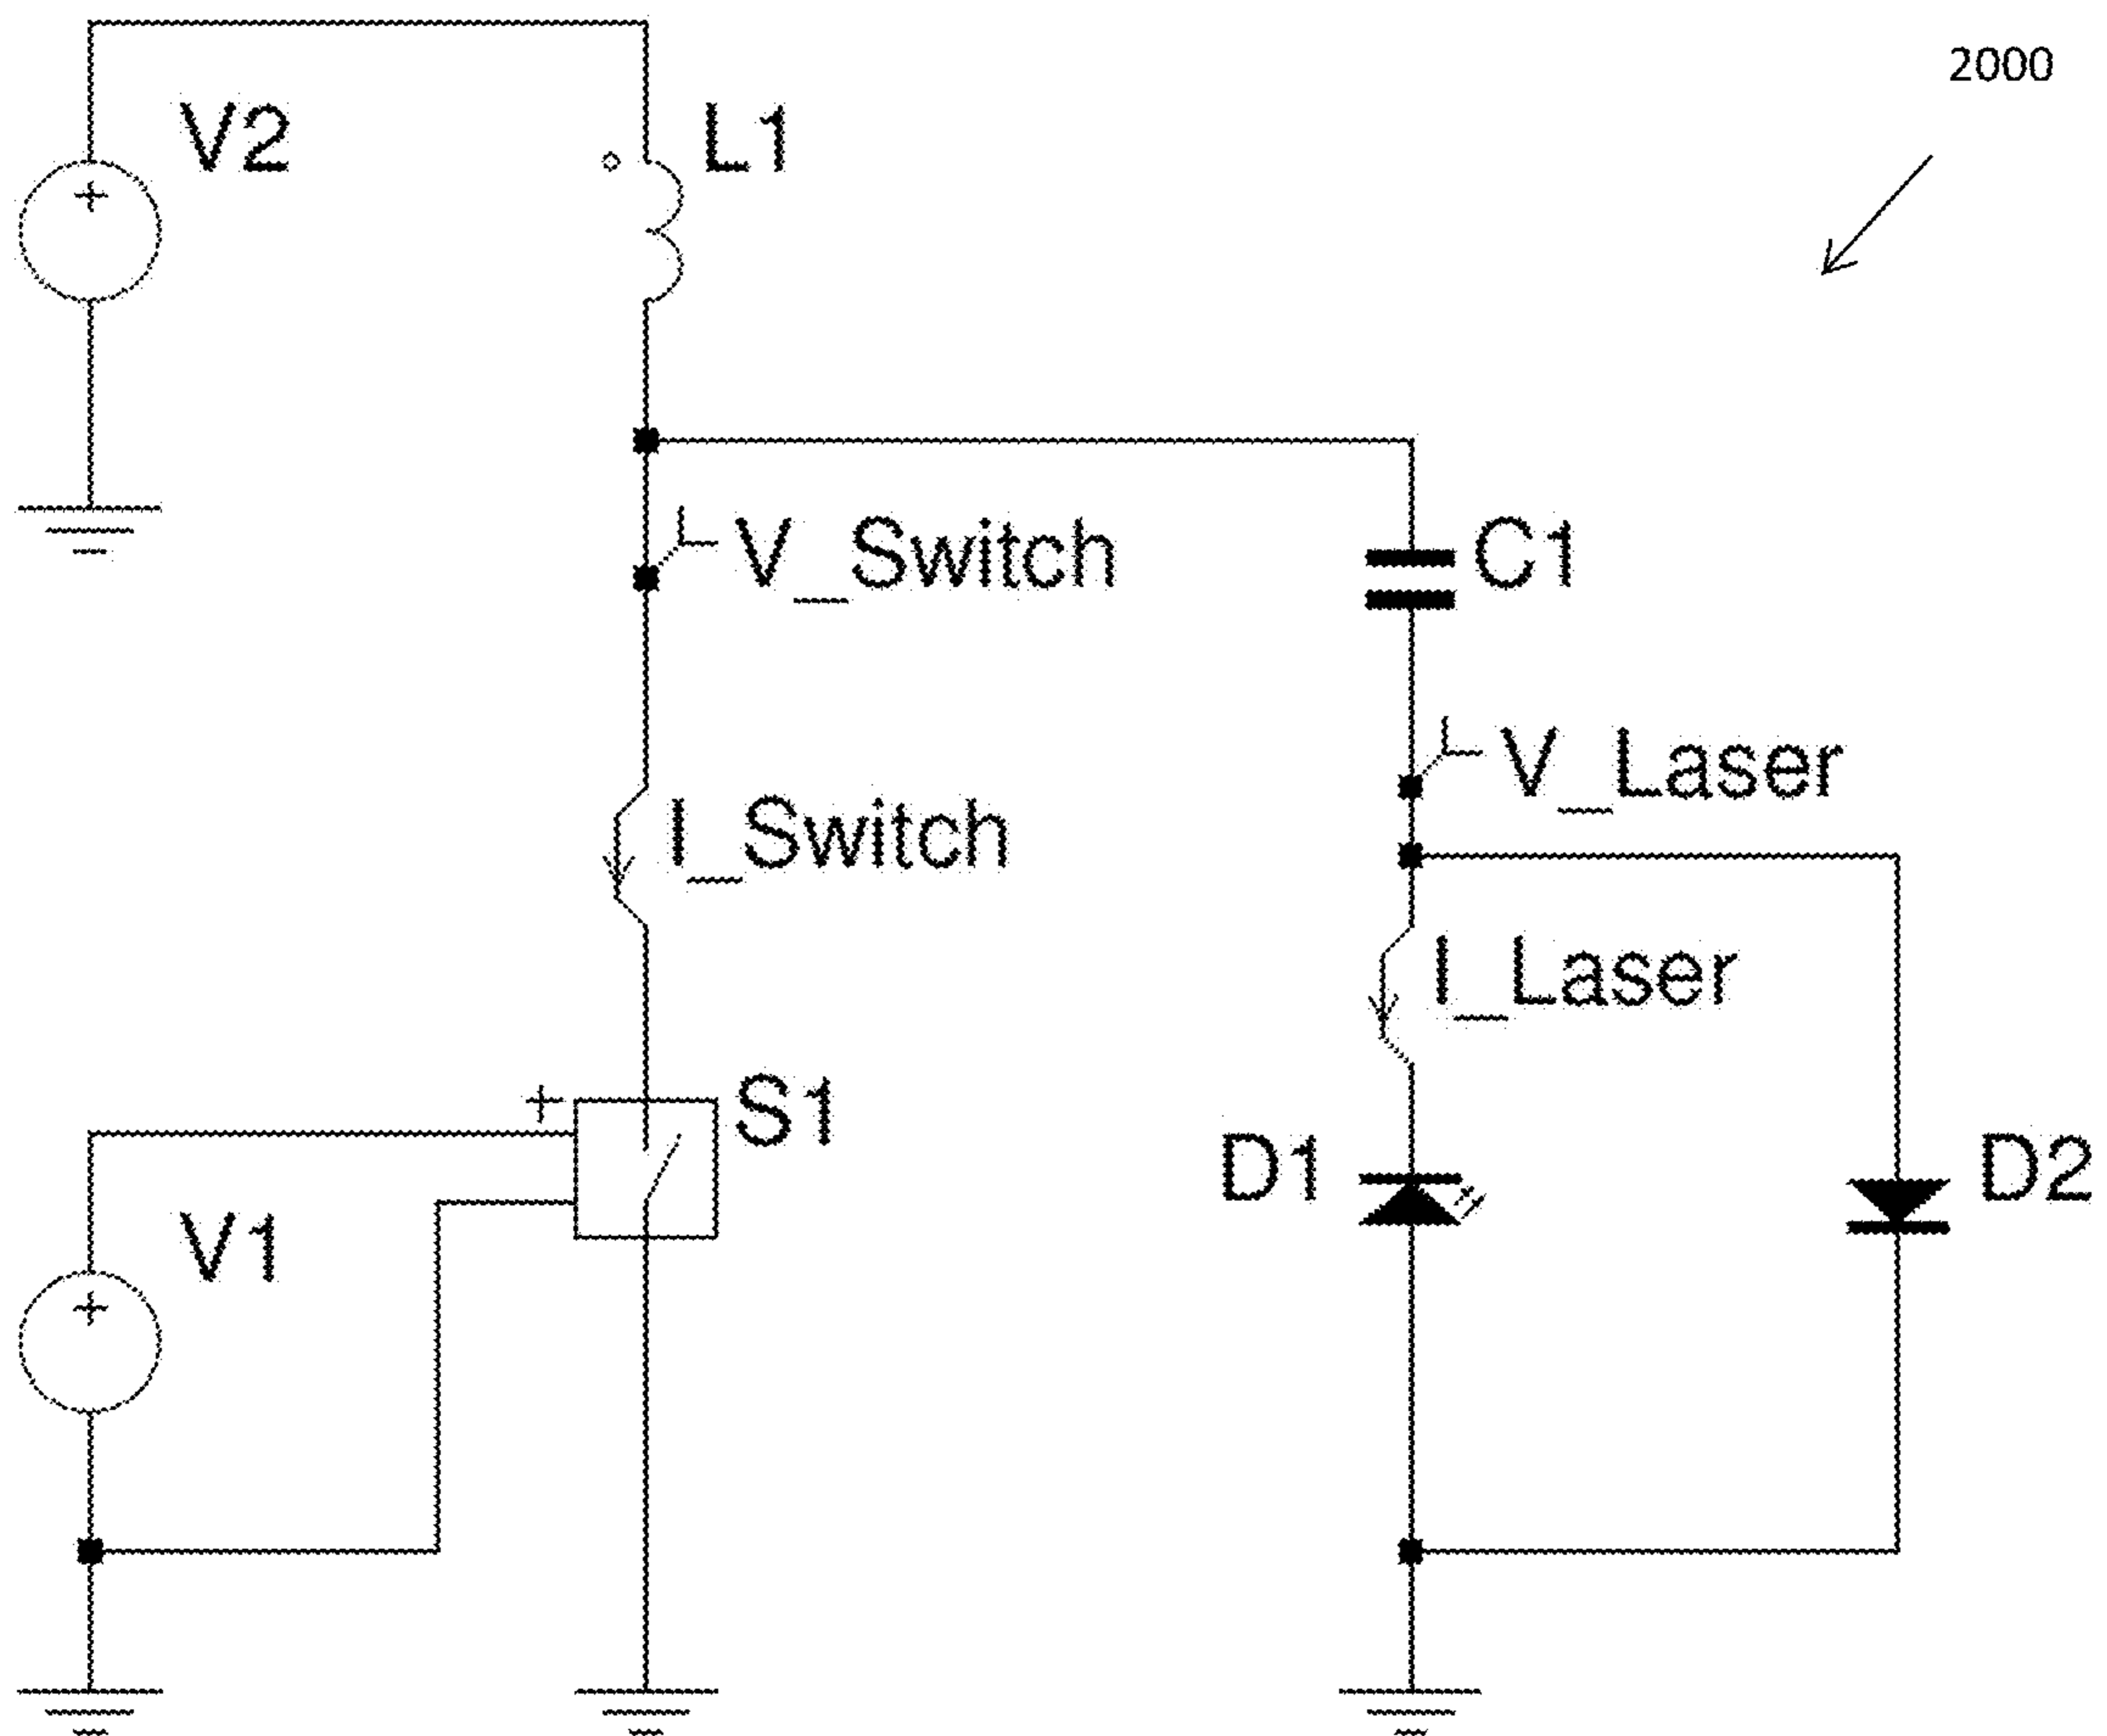 2000
V2
L1
V_Switch
C1
V_Laser
I_Switch
I_Laser
+
S1
D1
D2
V1
+
+